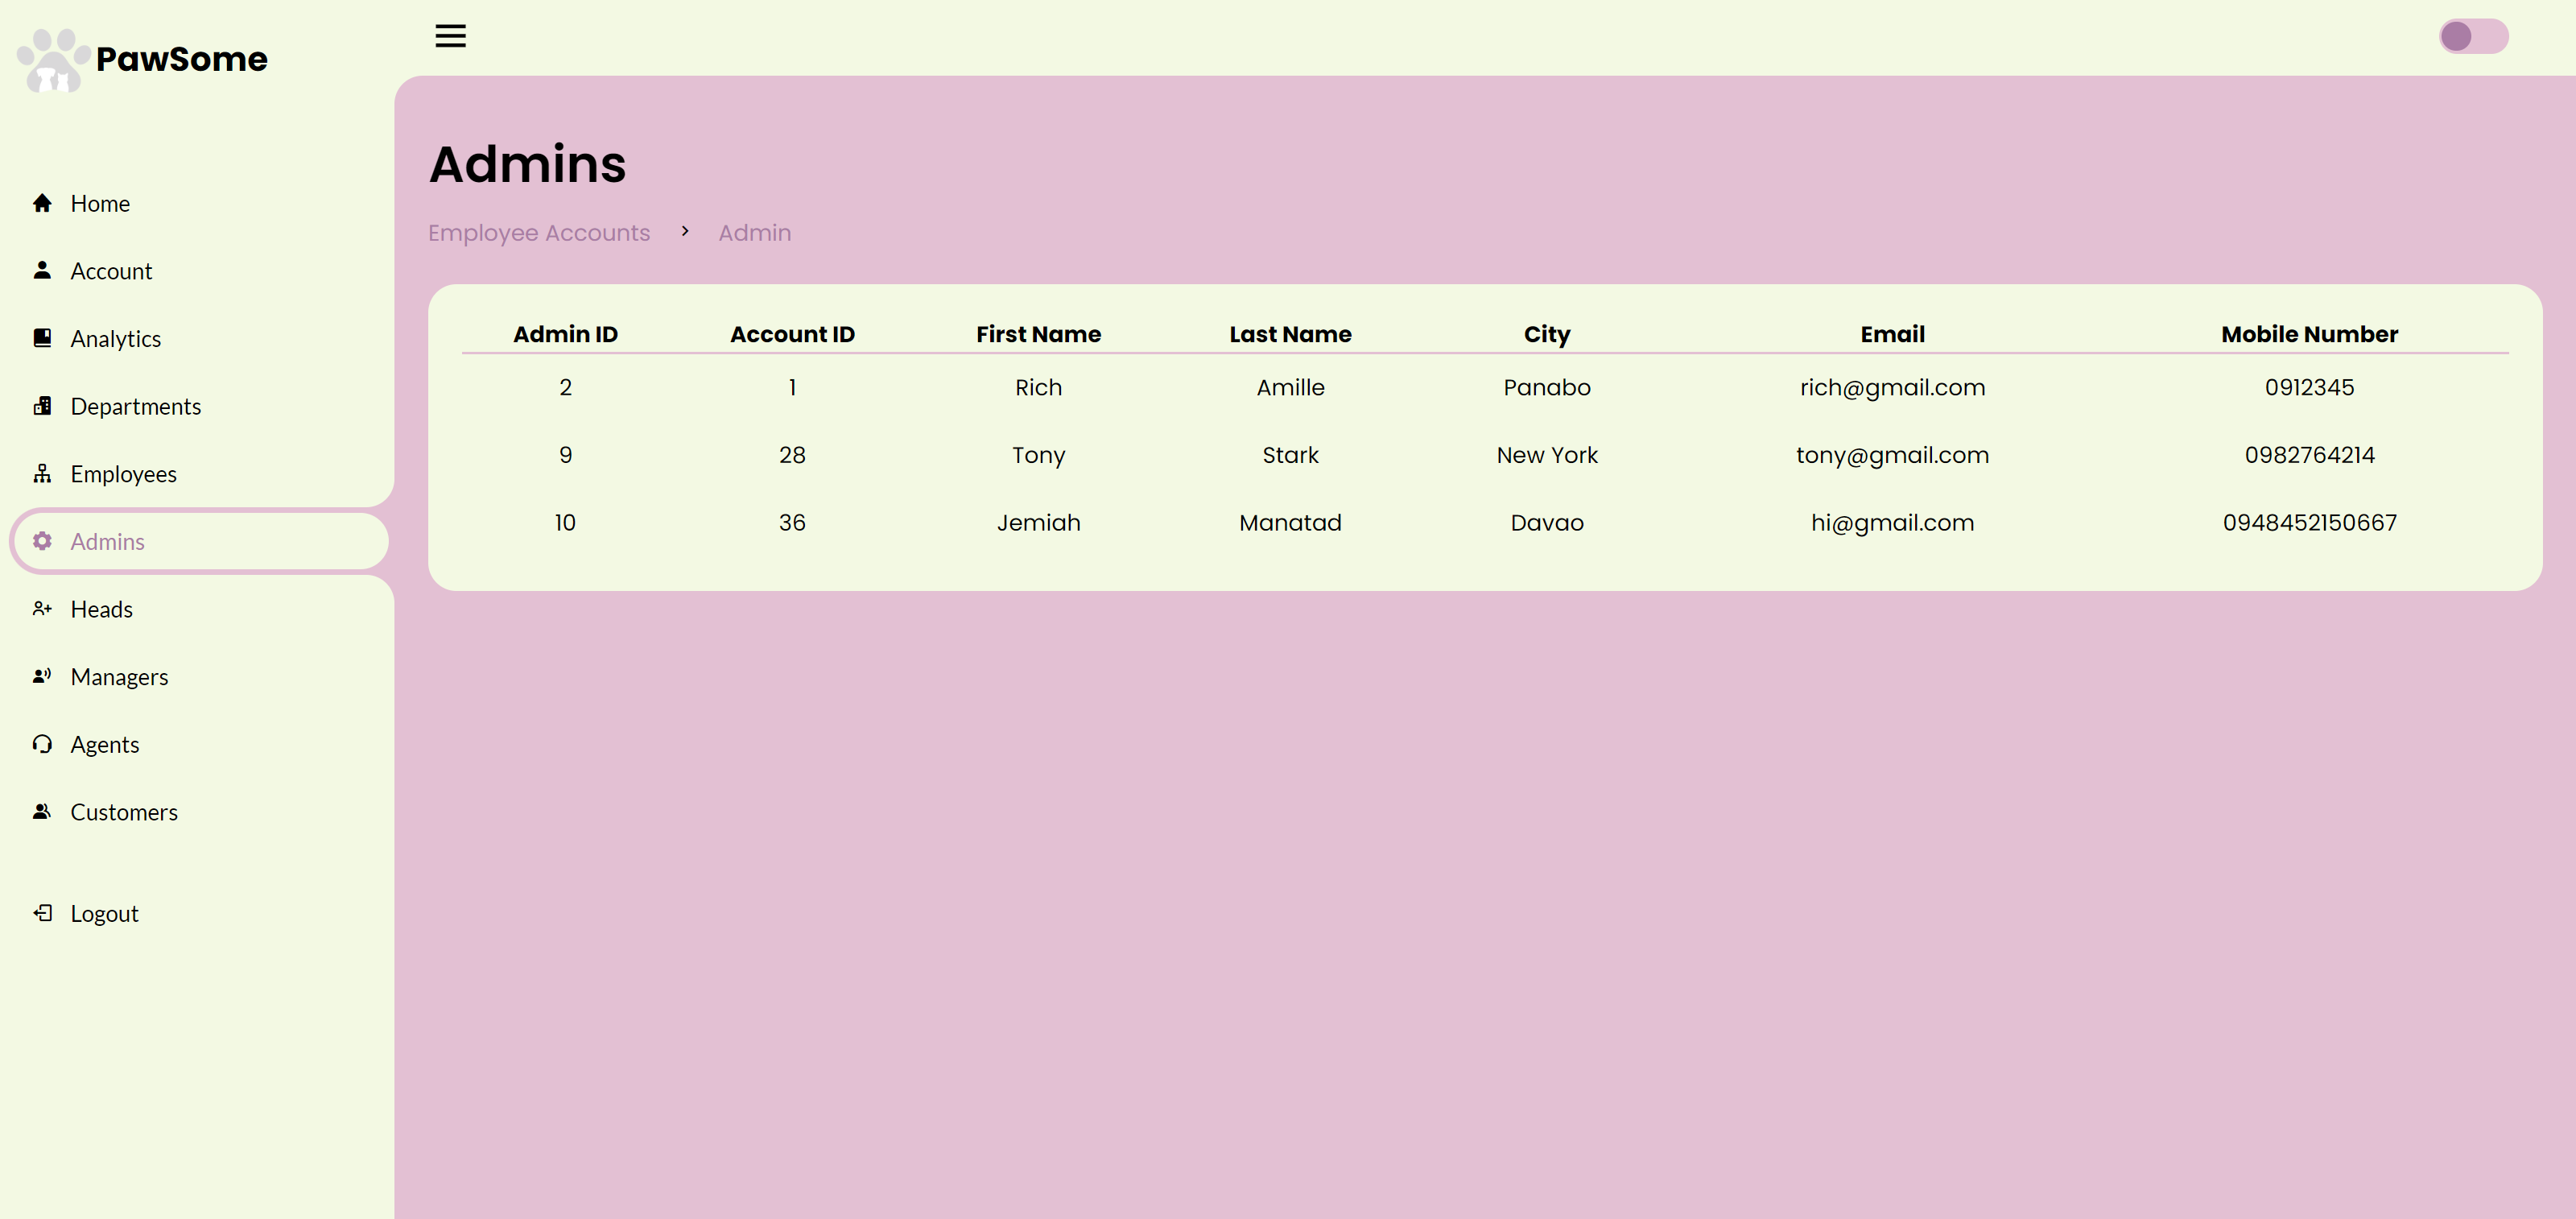 PawSome
Home
Account
Analytics
Departments
Employees
Admins
Heads
Managers
Agents
Customers
Logout
Admins
Employee Accounts > Admin
Admin ID Account ID First Name Last Name City Email Mobile Number
2 1 Rich Amille Panabo rich@gmail.com 0912345
9 28 Tony Stark New York tony@gmail.com 0982764214
10 36 Jemiah Manatad Davao hi@gmail.com 0948452150667